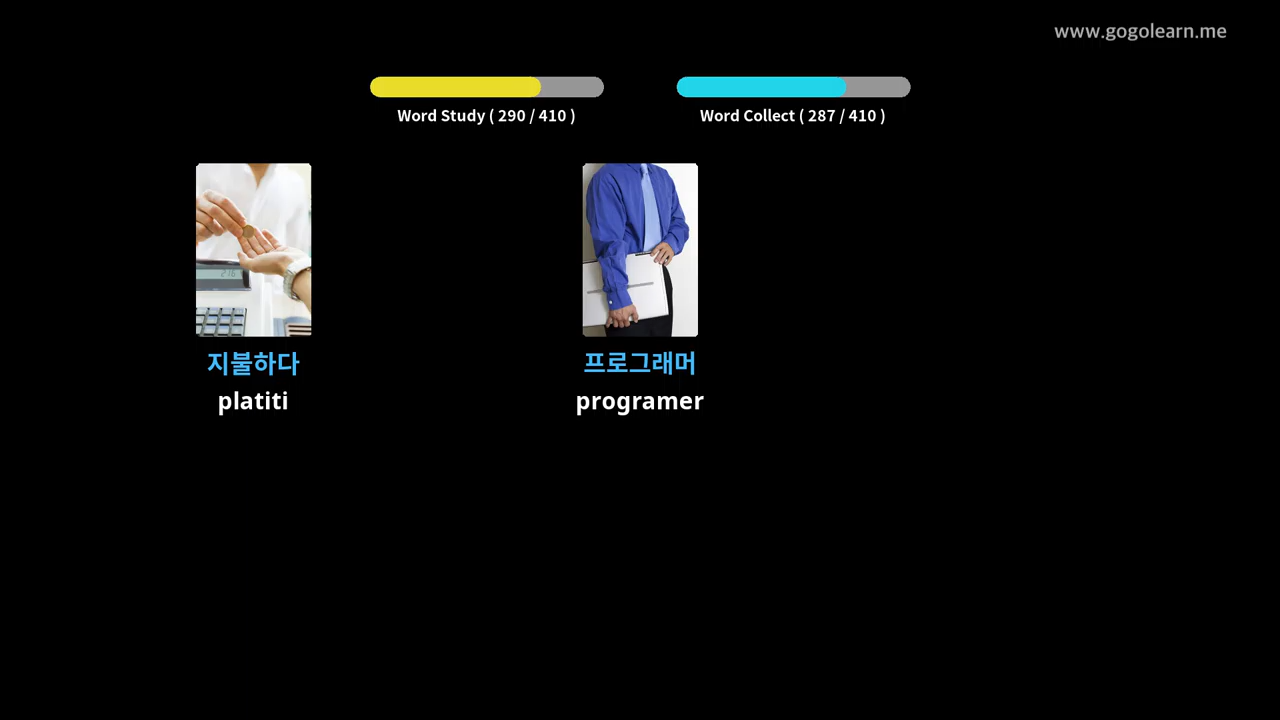 www.gogolearn.me
Word Study ( 290 / 410 )
Word Collect ( 287 / 410 )
지불하다
platiti
프로그래머
programer